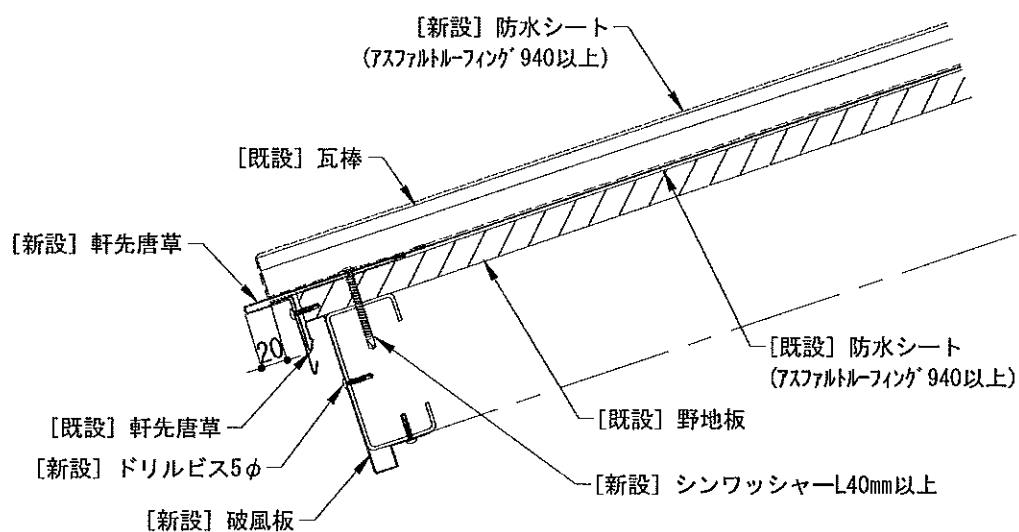 [新設] 防水シート
(アスファルトルーフィング940以上)
[既設] 瓦棒
[新設] 軒先唐草
20
[既設] 防水シート
(アスファルトルーフィング940以上)
[既設] 軒先唐草
[既設] 野地板
[新設] ドリルビス5φ
[新設] シンワッシャーL40mm以上
[新設] 破風板